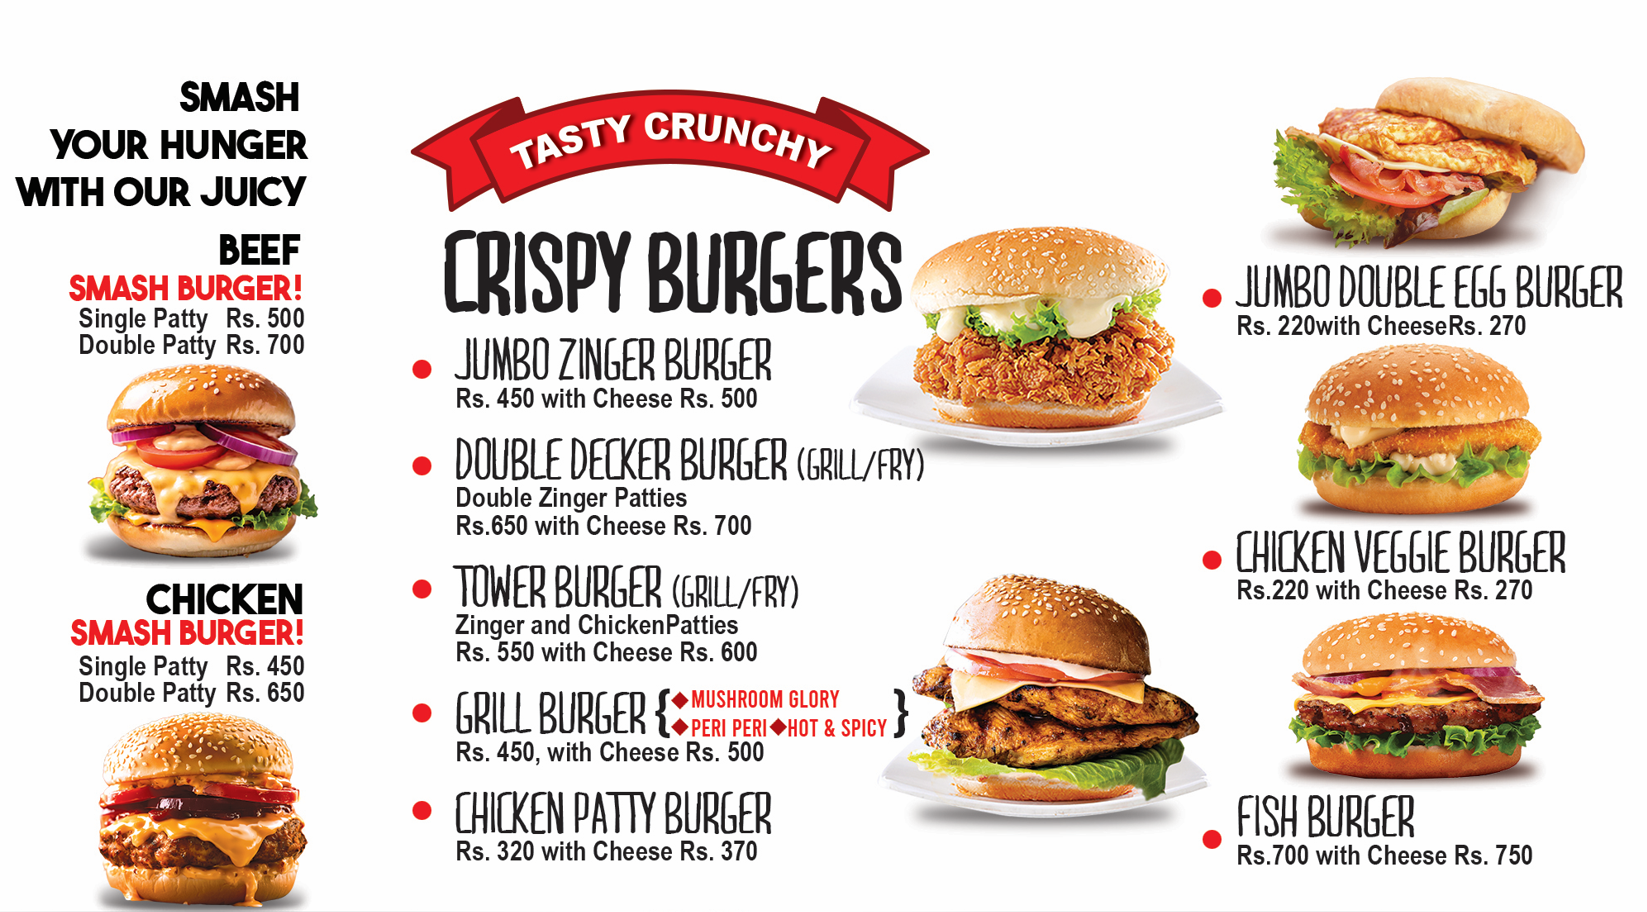 SMASH
YOUR HUNGER
WITH OUR JUICY
BEEF
SMASH BURGER!
Single Patty Rs. 500
Double Patty Rs. 700
CHICKEN
SMASH BURGER!
Single Patty Rs. 450
Double Patty Rs. 650
TASTY CRUNCHY
CRISPY BURGERS
JUMBO ZINGER BURGER
Rs. 450 with Cheese Rs. 500
DOUBLE DECKER BURGER (GRILL/FRY)
Double Zinger Patties
Rs.650 with Cheese Rs. 700
TOWER BURGER (GRILL/FRY)
Zinger and ChickenPatties
Rs. 550 with Cheese Rs. 600
GRILL BURGER { ◆MUSHROOM GLORY
◆PERI PERI◆HOT & SPICY }
Rs. 450, with Cheese Rs. 500
CHICKEN PATTY BURGER
Rs. 320 with Cheese Rs. 370
JUMBO DOUBLE EGG BURGER
Rs. 220with CheeseRs. 270
CHICKEN VEGGIE BURGER
Rs.220 with Cheese Rs. 270
FISH BURGER
Rs.700 with Cheese Rs. 750